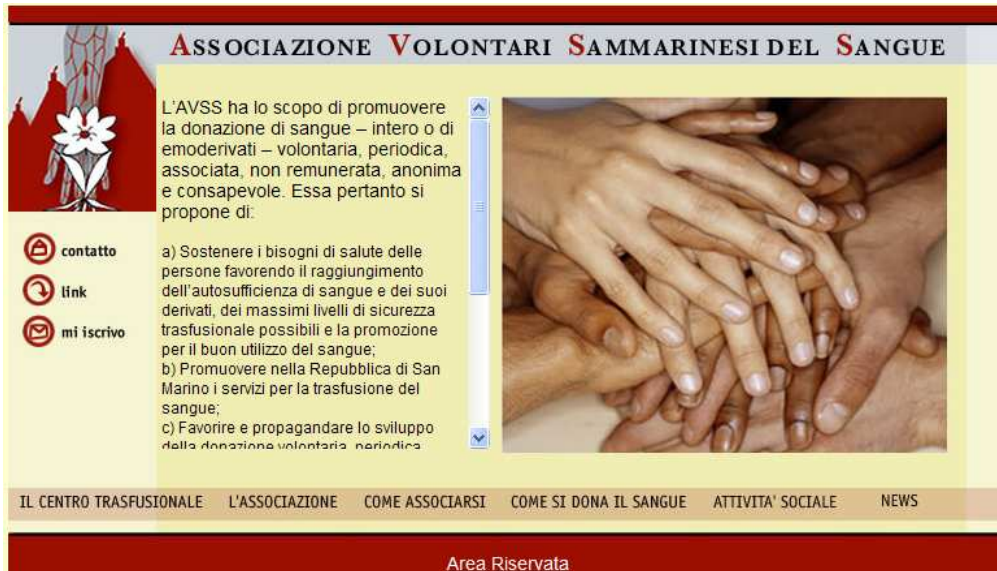 ASSOCIAZIONE VOLONTARI SAMMARINESI DEL SANGUE
L'AVSS ha lo scopo di promuovere
la donazione di sangue – intero o di
emoderivati – volontaria, periodica,
associata, non remunerata, anonima
e consapevole. Essa pertanto si
propone di:
a) Sostenere i bisogni di salute delle
persone favorendo il raggiungimento
dell'autosufficienza di sangue e dei suoi
derivati, dei massimi livelli di sicurezza
trasfusionale possibili e la promozione
per il buon utilizzo del sangue;
b) Promuovere nella Repubblica di San
Marino i servizi per la trasfusione del
sangue;
c) Favorire e propagandare lo sviluppo
della donazione volontaria, periodica,
contatto
link
mi iscrivo
IL CENTRO TRASFUSIONALE L'ASSOCIAZIONE COME ASSOCIARSI COME SI DONA IL SANGUE ATTIVITA' SOCIALE NEWS
Area Riservata